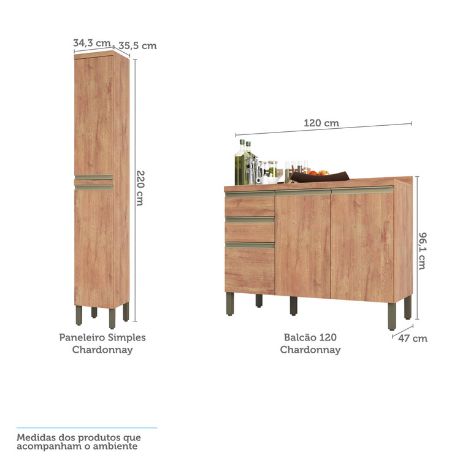 34,3 cm
35,5 cm
220 cm
Paneleiro Simples
Chardonnay
120 cm
96,1 cm
47 cm
Balcão 120
Chardonnay
Medidas dos produtos que
acompanham o ambiente